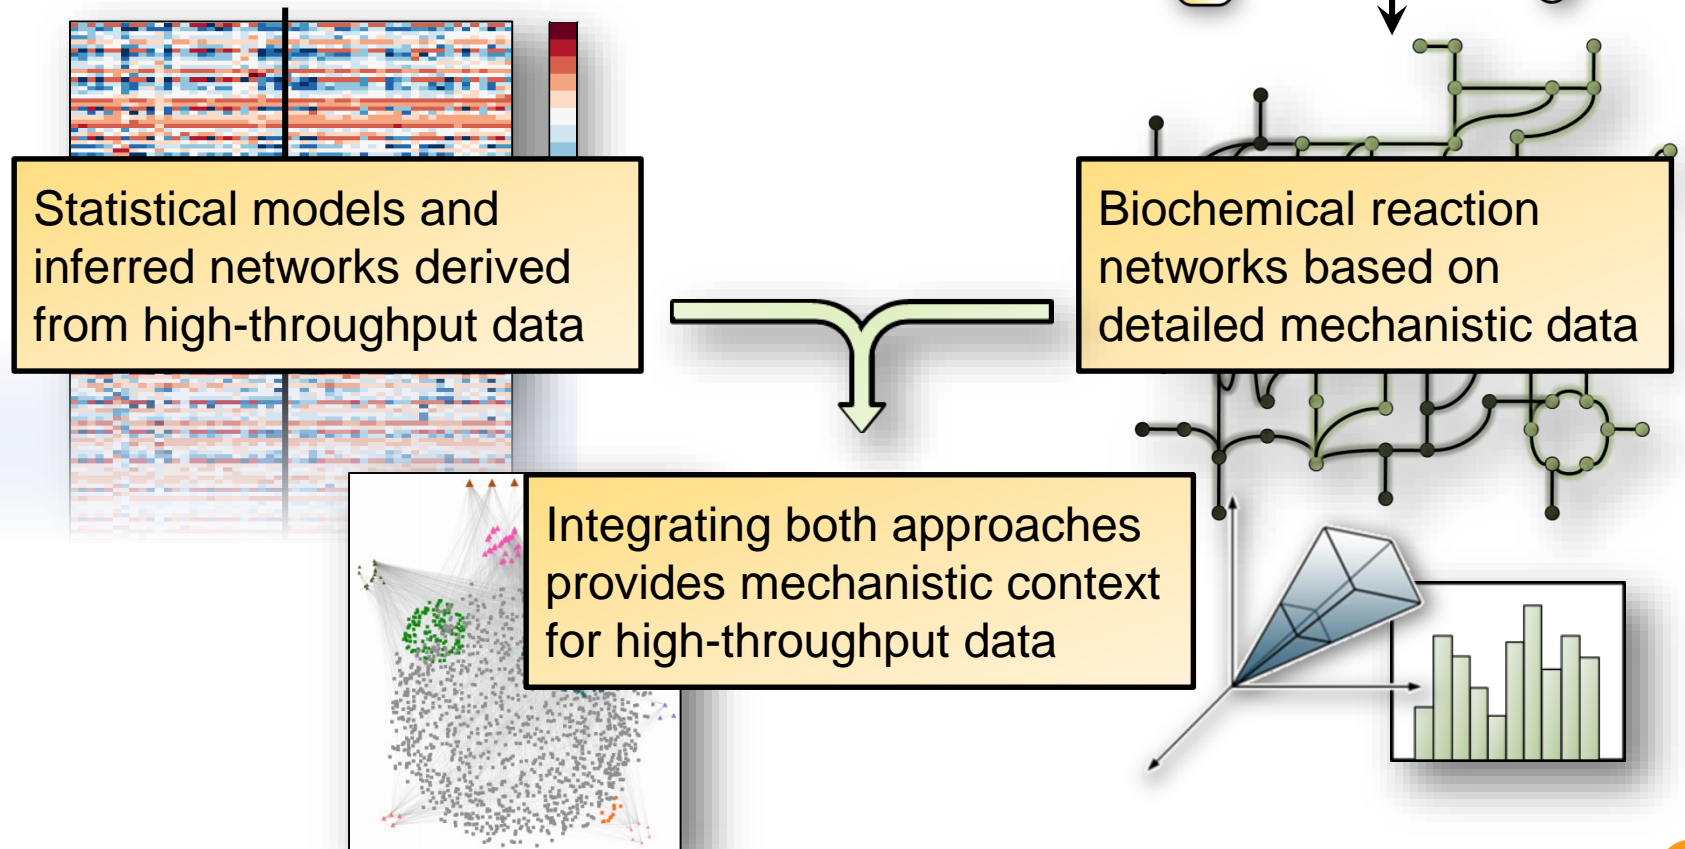 Statistical models and
inferred networks derived
from high-throughput data
Biochemical reaction
networks based on
detailed mechanistic data
Integrating both approaches
provides mechanistic context
for high-throughput data